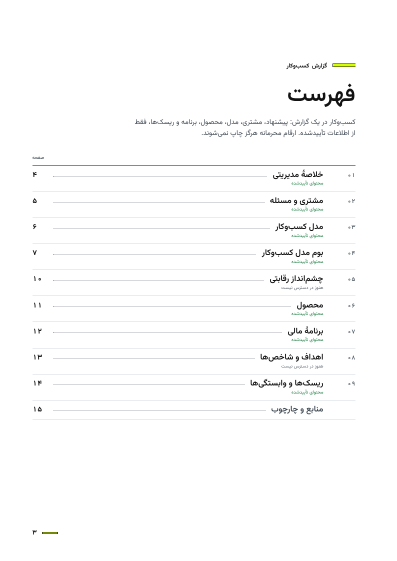 گزارش کسب‌وکار
فهرست
کسب‌وکار در یک گزارش: پیشنهاد، مشتری، مدل، محصول، برنامه و ریسک‌ها، فقط
از اطلاعات تأییدشده. ارقام محرمانه هرگز چاپ نمی‌شوند.
صفحه
۰۱ خلاصهٔ مدیریتی ۴
محتوای تأییدشده
۰۲ مشتری و مسئله ۵
محتوای تأییدشده
۰۳ مدل کسب‌وکار ۶
محتوای تأییدشده
۰۴ بوم مدل کسب‌وکار ۷
محتوای تأییدشده
۰۵ چشم‌انداز رقابتی ۱۰
هنوز در دسترس نیست
۰۶ محصول ۱۱
محتوای تأییدشده
۰۷ برنامهٔ مالی ۱۲
محتوای تأییدشده
۰۸ اهداف و شاخص‌ها ۱۳
هنوز در دسترس نیست
۰۹ ریسک‌ها و وابستگی‌ها ۱۴
محتوای تأییدشده
منابع و چارچوب ۱۵
۳